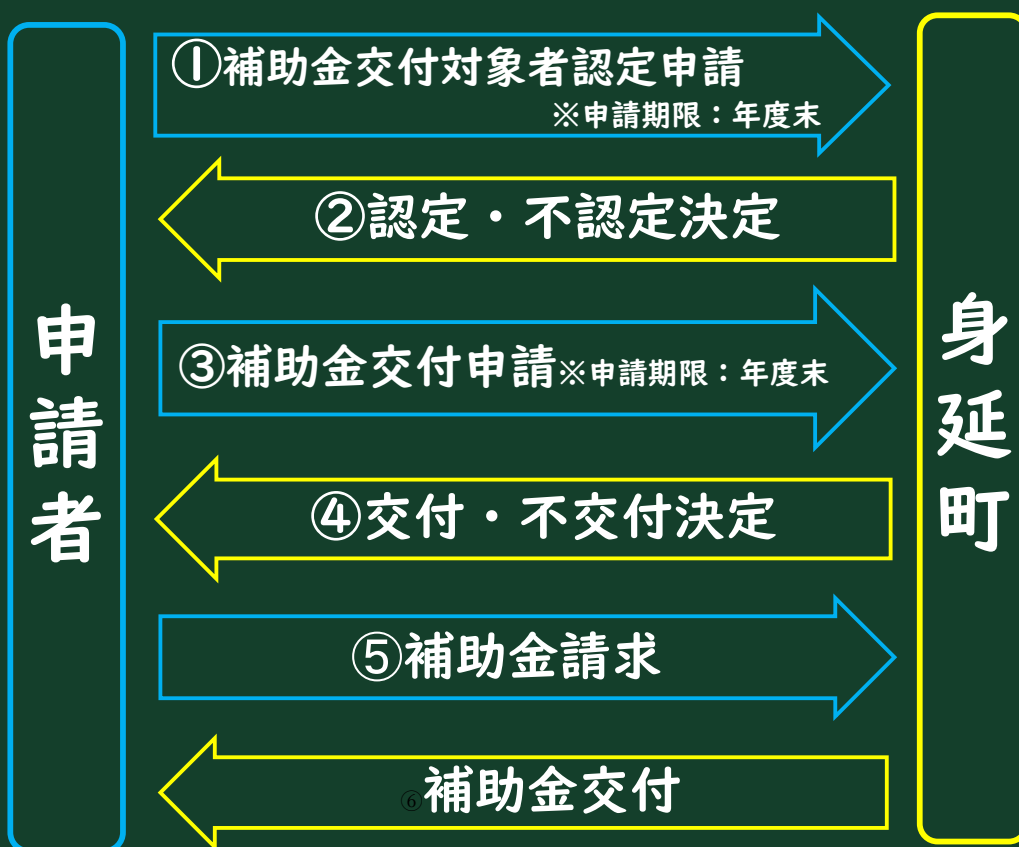 申請者
①補助金交付対象者認定申請
※申請期限：年度末
②認定・不認定決定
③補助金交付申請※申請期限：年度末
④交付・不交付決定
⑤補助金請求
⑥補助金交付
身延町